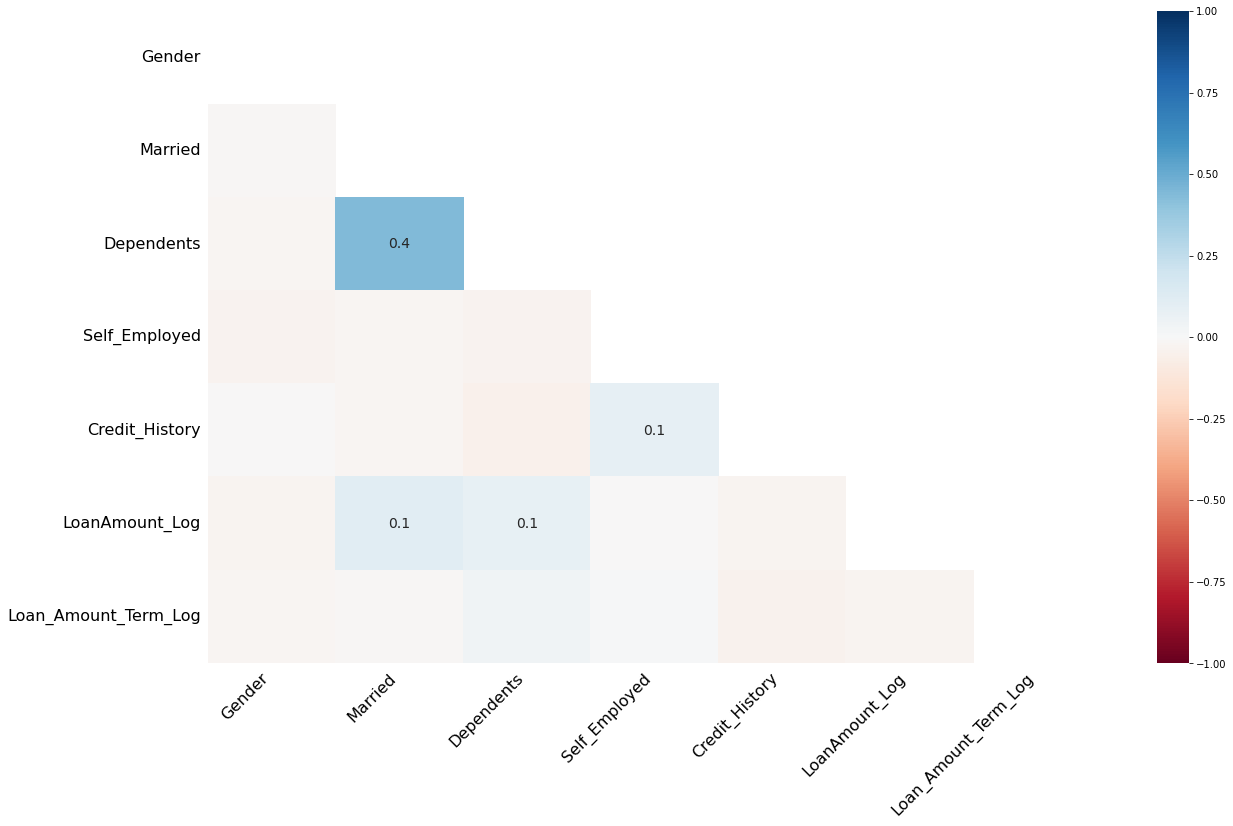 Gender
Married
Dependents
0.4
Self_Employed
Credit_History
0.1
LoanAmount_Log
0.1
0.1
Loan_Amount_Term_Log
Gender
Married
Dependents
Self_Employed
Credit_History
LoanAmount_Log
Loan_Amount_Term_Log
1.00
0.75
0.50
0.25
0.00
−0.25
−0.50
−0.75
−1.00